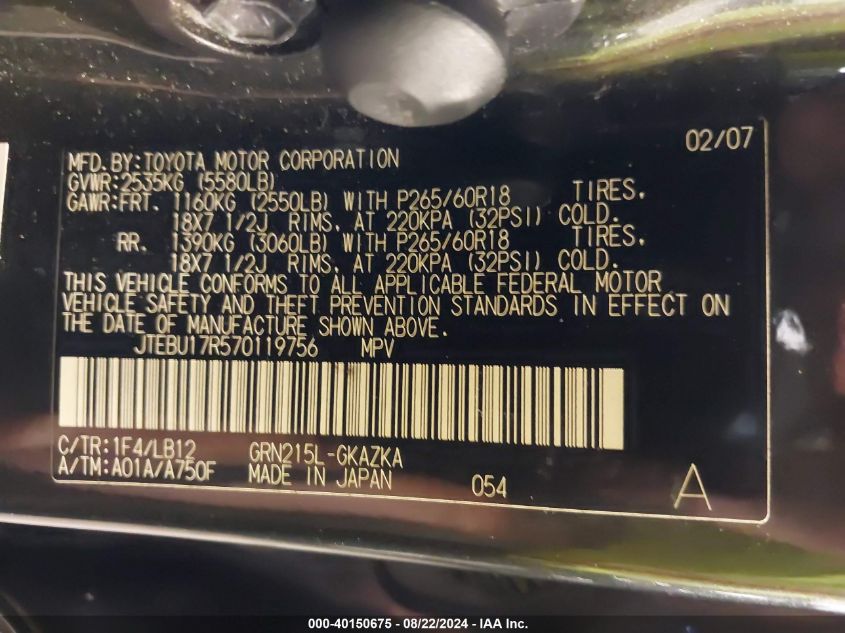 02/07
MFD. BY:TOYOTA MOTOR CORPORATION
GVWR:2535KG (5580LB)
GAWR:FRT. 1160KG (2550LB) WITH P265/60R18 TIRES.
18X7 1/2J RIMS. AT 220KPA (32PSI) COLD.
RR. 1390KG (3060LB) WITH P265/60R18 TIRES.
18X7 1/2J RIMS. AT 220KPA (32PSI) COLD.
THIS VEHICLE CONFORMS TO ALL APPLICABLE FEDERAL MOTOR
VEHICLE SAFETY AND THEFT PREVENTION STANDARDS IN EFFECT ON
THE DATE OF MANUFACTURE SHOWN ABOVE.
JTEBU17R570119756 MPV
C/TR:1F4/LB12 GRN215L-GKAZKA
A/TM:A01A/A750F MADE IN JAPAN 054 A
000-40150675 - 08/22/2024 - IAA Inc.